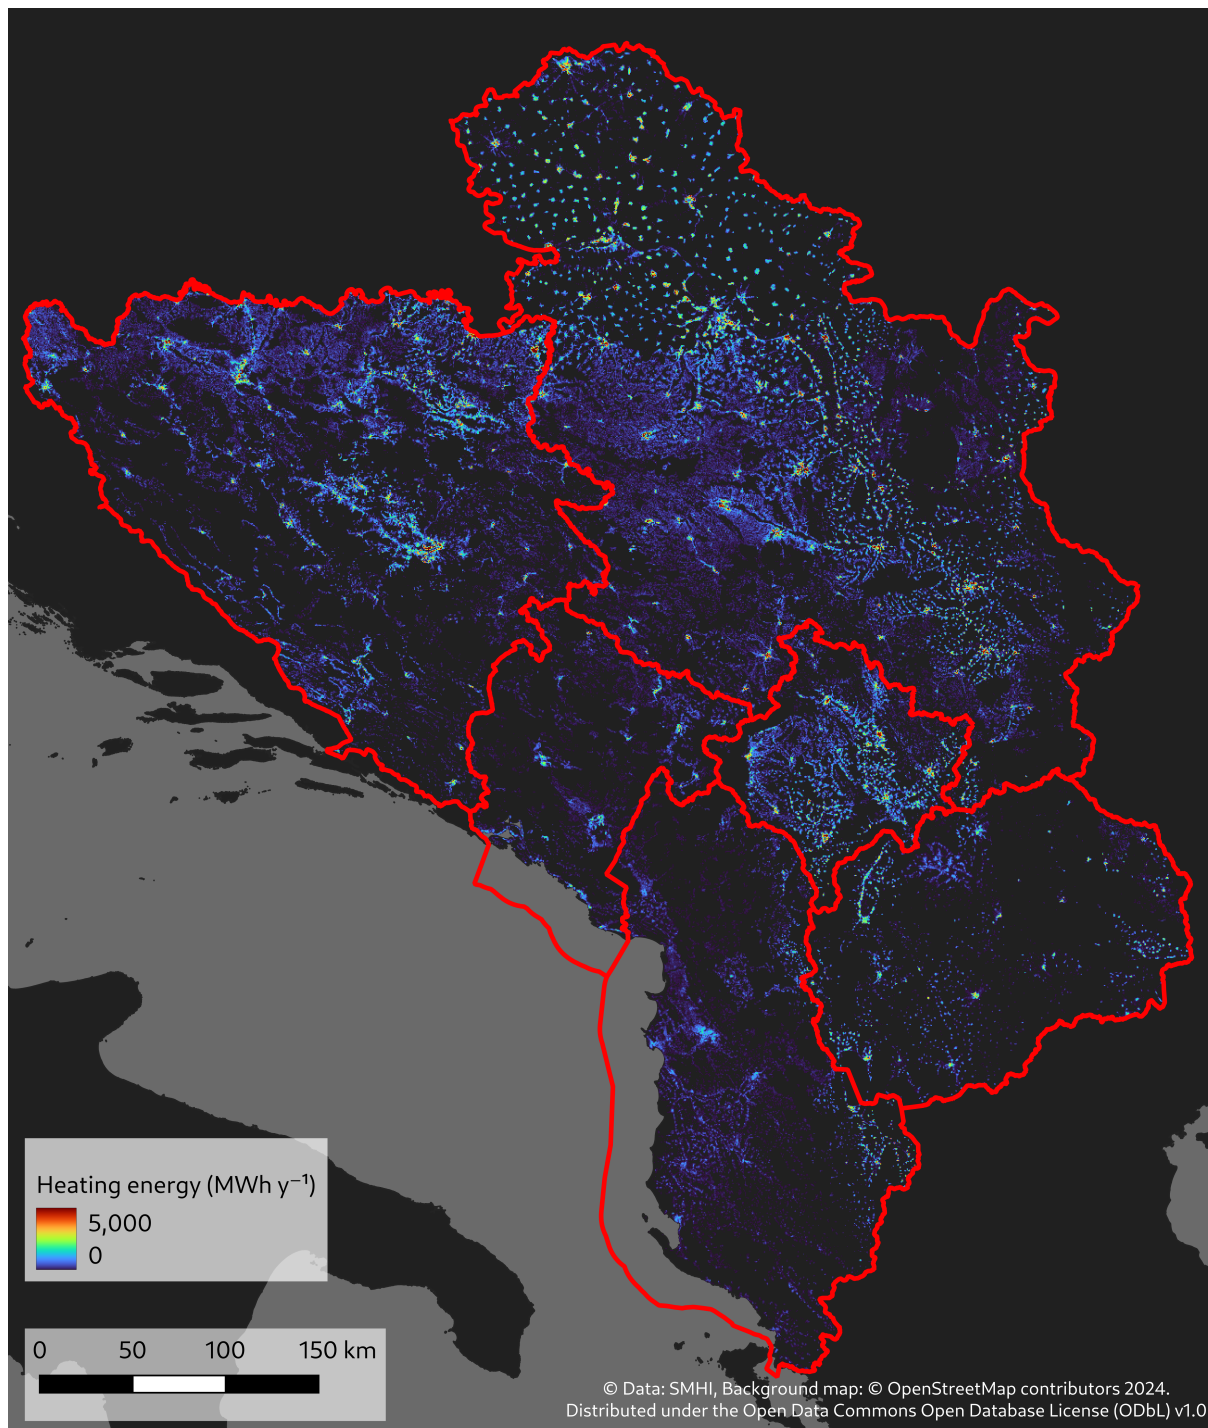 Heating energy (MWh y⁻¹)
5,000
0
0 50 100 150 km
© Data: SMHI, Background map: © OpenStreetMap contributors 2024.
Distributed under the Open Data Commons Open Database License (ODbL) v1.0